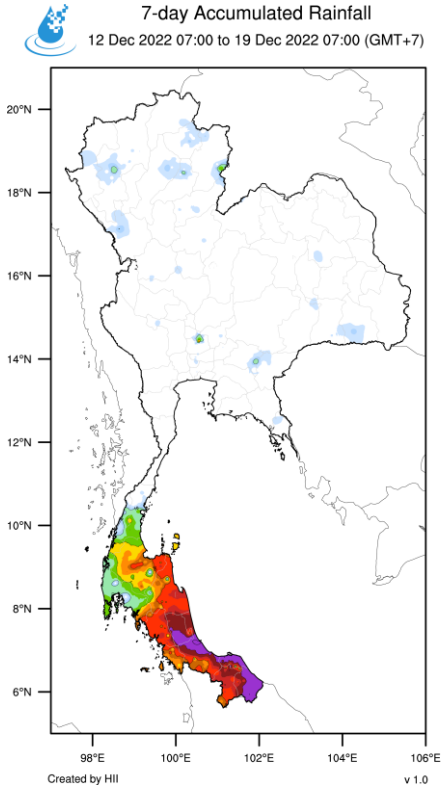 7-day Accumulated Rainfall
12 Dec 2022 07:00 to 19 Dec 2022 07:00 (GMT+7)
20°N
18°N
16°N
14°N
12°N
10°N
8°N
6°N
98°E 100°E 102°E 104°E 106°E
Created by HII v 1.0